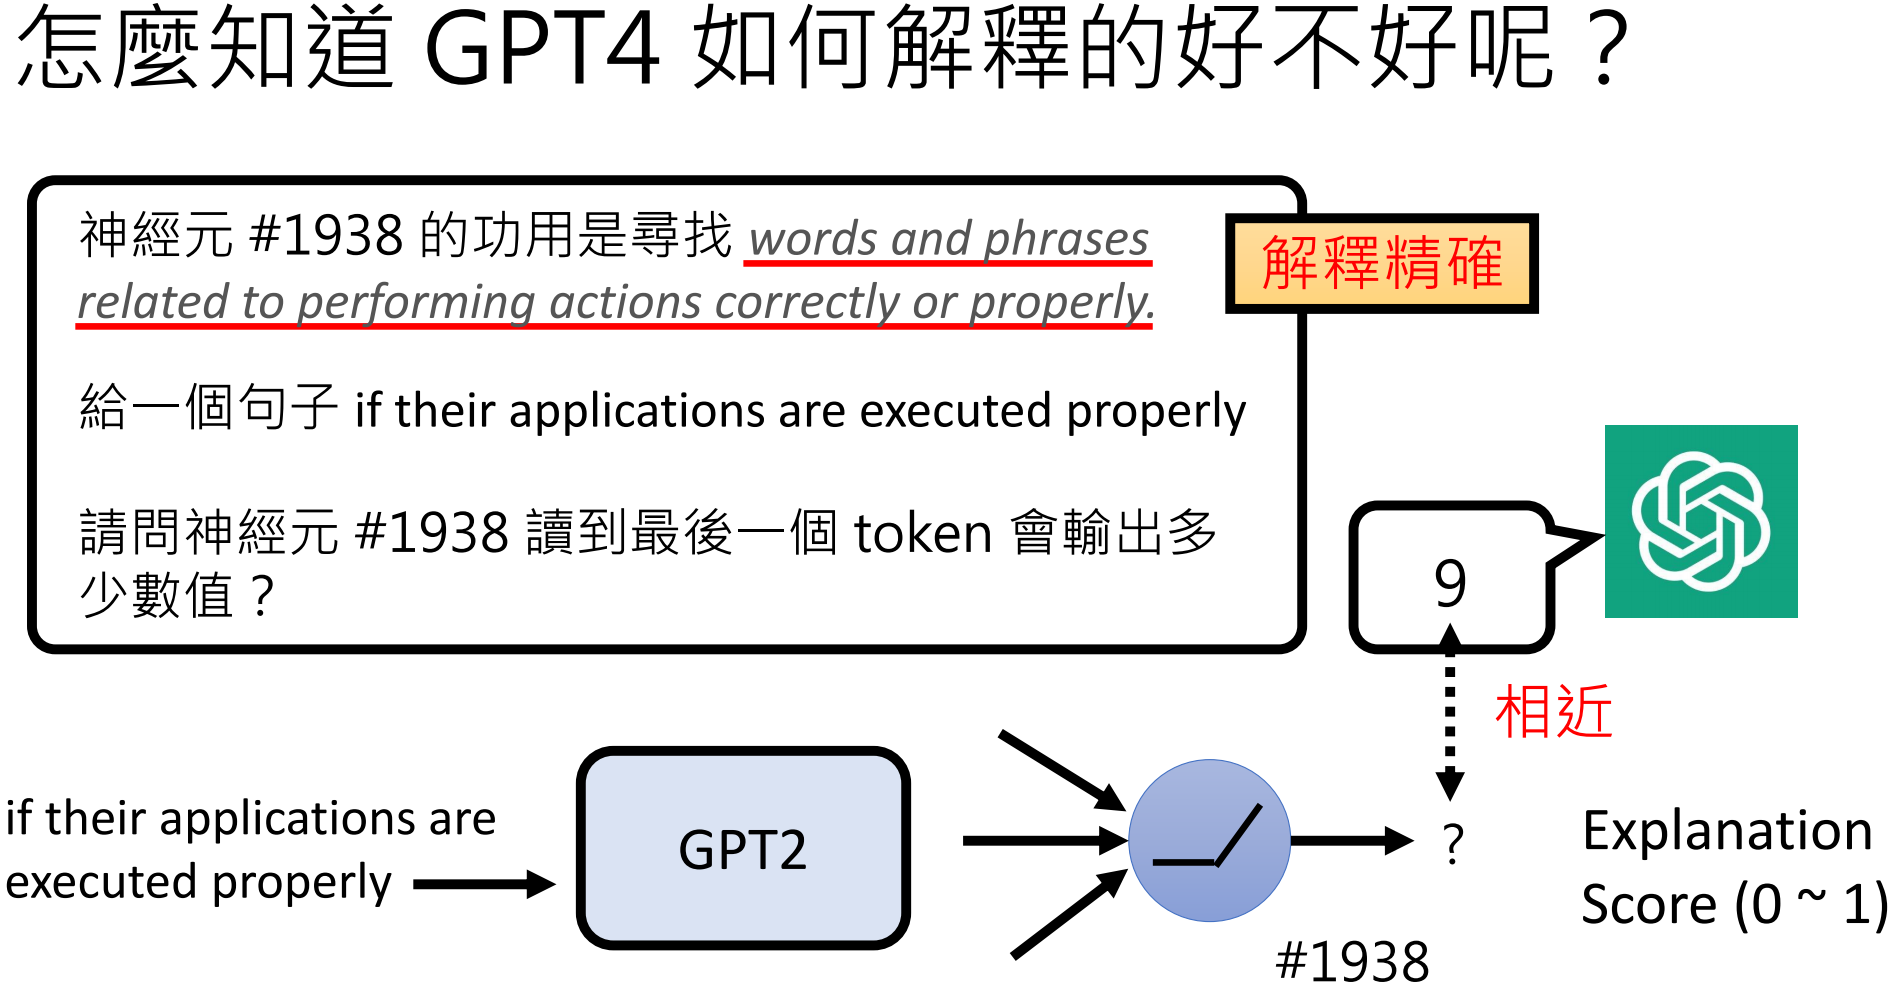 怎麼知道 GPT4 如何解釋的好不好呢？
神經元 #1938 的功用是尋找 words and phrases
related to performing actions correctly or properly.
解釋精確
給一個句子 if their applications are executed properly
請問神經元 #1938 讀到最後一個 token 會輸出多
少數值？
9
相近
if their applications are
executed properly
GPT2
?
#1938
Explanation
Score (0 ~ 1)